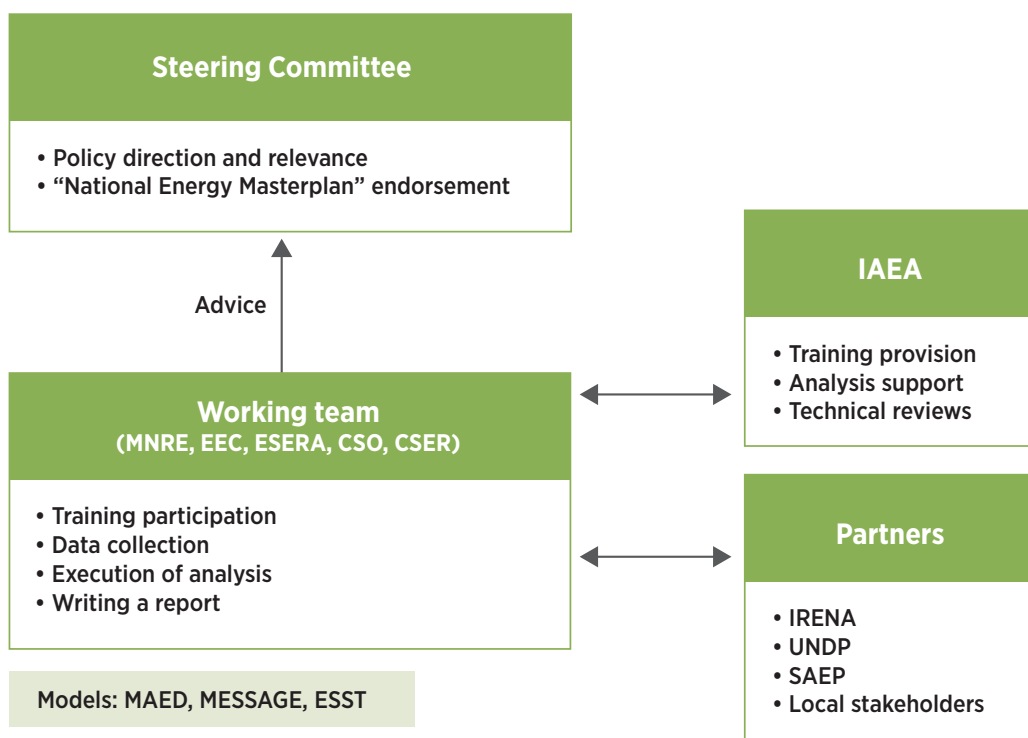 Steering Committee
• Policy direction and relevance
• “National Energy Masterplan” endorsement
Advice
Working team
(MNRE, EEC, ESERA, CSO, CSER)
• Training participation
• Data collection
• Execution of analysis
• Writing a report
Models: MAED, MESSAGE, ESST
IAEA
• Training provision
• Analysis support
• Technical reviews
Partners
• IRENA
• UNDP
• SAEP
• Local stakeholders